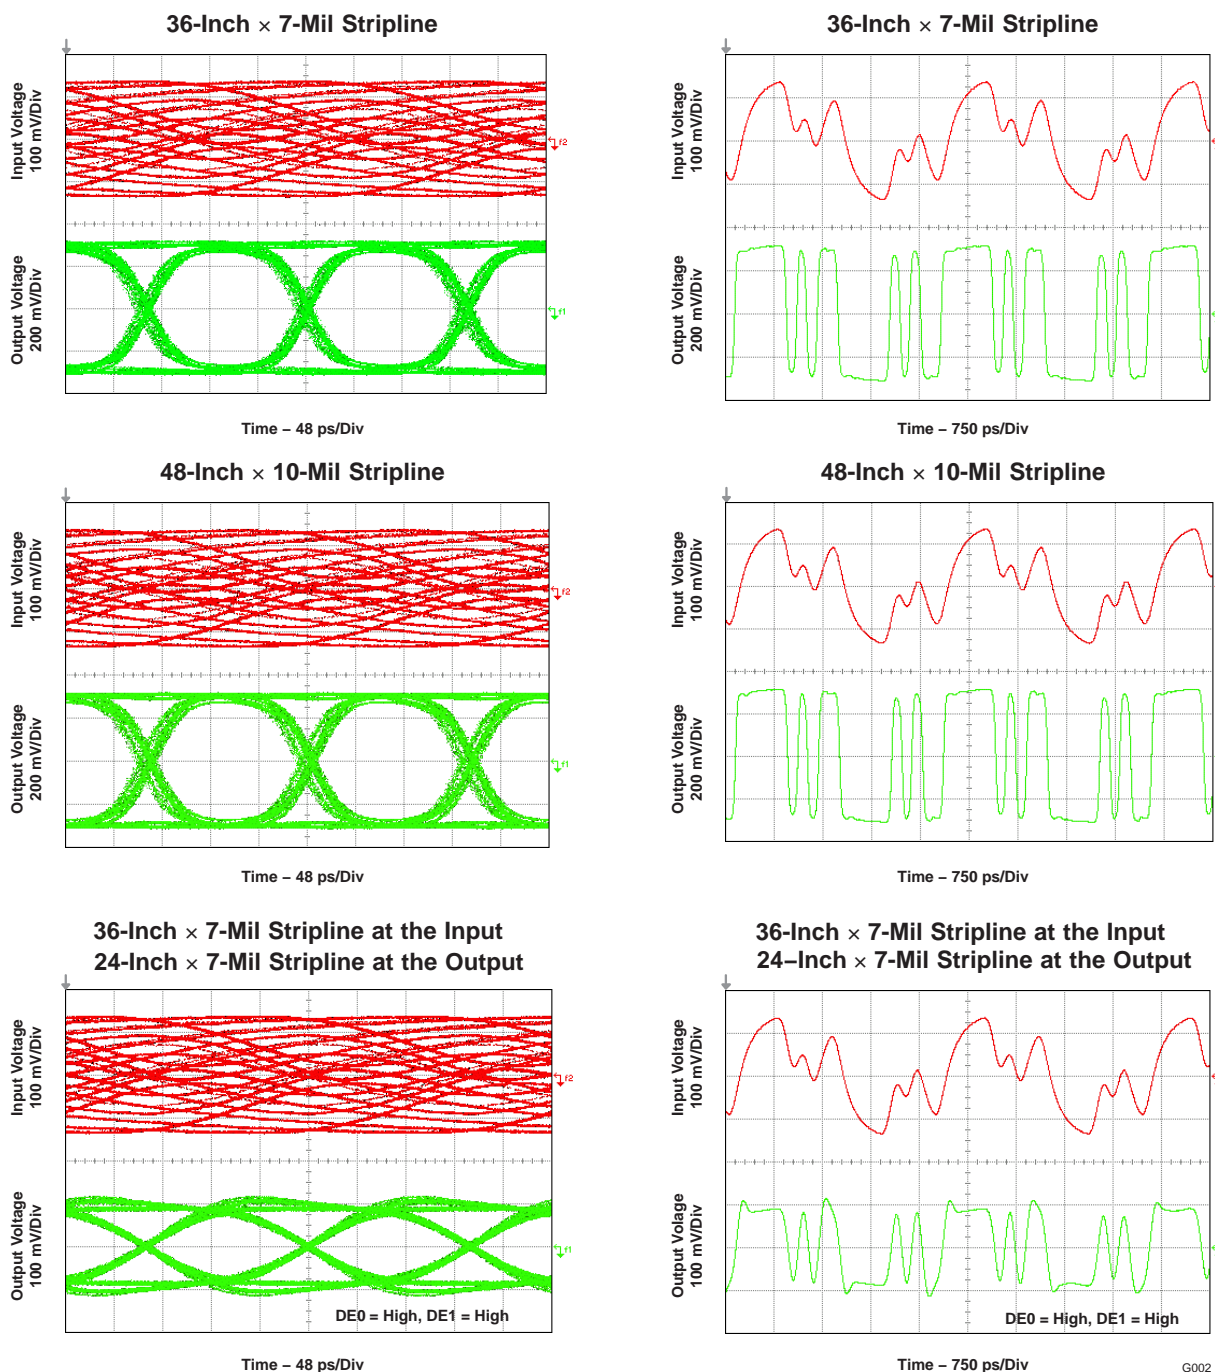 36-Inch × 7-Mil Stripline
Input Voltage
100 mV/Div
f2
Output Voltage
200 mV/Div
f1
Time – 48 ps/Div
36-Inch × 7-Mil Stripline
Input Voltage
100 mV/Div
Output Voltage
200 mV/Div
Time – 750 ps/Div
48-Inch × 10-Mil Stripline
Input Voltage
100 mV/Div
f2
Output Voltage
200 mV/Div
f1
Time – 48 ps/Div
48-Inch × 10-Mil Stripline
Input Voltage
100 mV/Div
Output Voltage
200 mV/Div
Time – 750 ps/Div
36-Inch × 7-Mil Stripline at the Input
24-Inch × 7-Mil Stripline at the Output
Input Voltage
100 mV/Div
f2
Output Voltage
100 mV/Div
f1
DE0 = High, DE1 = High
Time – 48 ps/Div
36-Inch × 7-Mil Stripline at the Input
24–Inch × 7-Mil Stripline at the Output
Input Voltage
100 mV/Div
Output Volage
100 mV/Div
DE0 = High, DE1 = High
Time – 750 ps/Div
G002